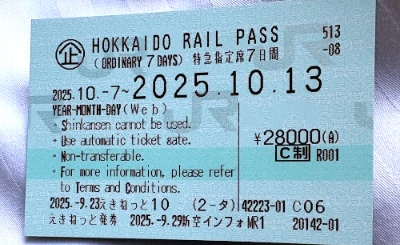 企 HOKKAIDO RAIL PASS 513
(ORDINARY 7 DAYS) 特急指定席7日間 -08
2025.10.-7～2025.10.13
YEAR-MONTH-DAY(Web)
・Shinkansen cannot be used.
・Use automatic ticket gate. ￥28000(A)
・Non-transferable. C制 R001
・For more information, please refer
to Terms and Conditions.
2025.-9.23えきねっと10 (2-タ) 42223-01 C06
えきねっと発券 2025.-9.29新空インフォMR1 20142-01